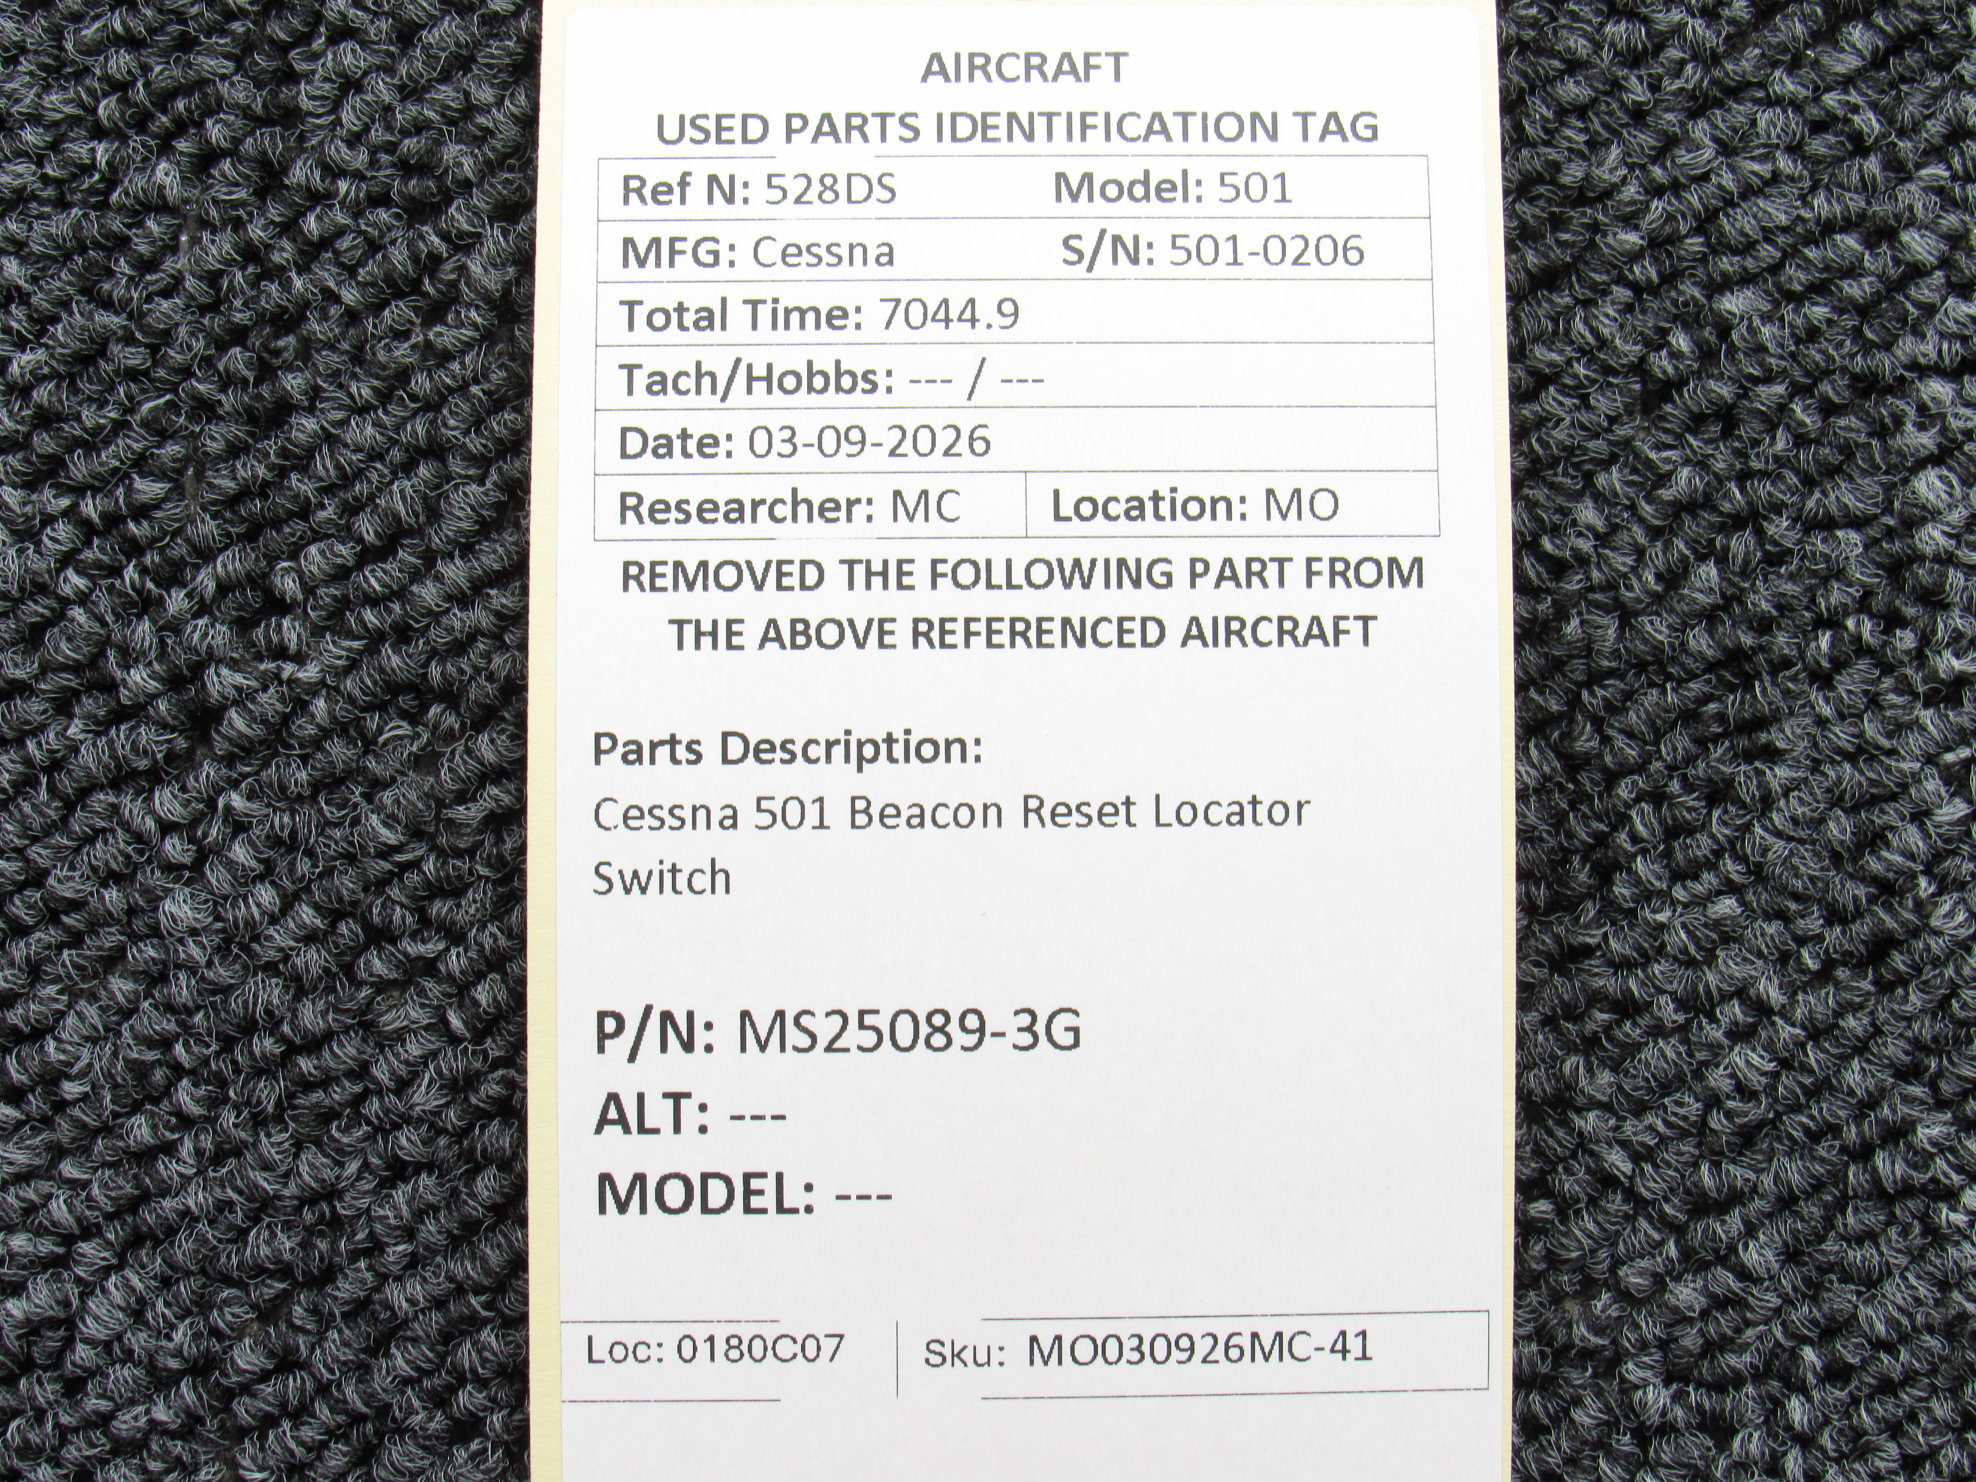 AIRCRAFT
USED PARTS IDENTIFICATION TAG
Ref N: 528DS Model: 501
MFG: Cessna S/N: 501-0206
Total Time: 7044.9
Tach/Hobbs: --- / ---
Date: 03-09-2026
Researcher: MC Location: MO
REMOVED THE FOLLOWING PART FROM
THE ABOVE REFERENCED AIRCRAFT
Parts Description:
Cessna 501 Beacon Reset Locator
Switch
P/N: MS25089-3G
ALT: ---
MODEL: ---
Loc: 0180C07 Sku: MO030926MC-41